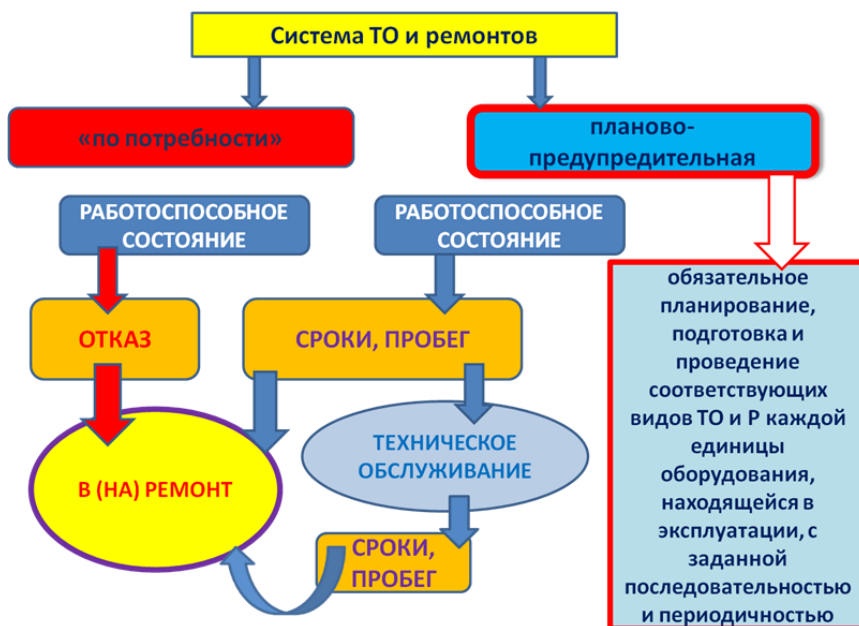 Система ТО и ремонтов
«по потребности»
планово-
предупредительная
РАБОТОСПОСОБНОЕ
СОСТОЯНИЕ
РАБОТОСПОСОБНОЕ
СОСТОЯНИЕ
ОТКАЗ
СРОКИ, ПРОБЕГ
В (НА) РЕМОНТ
ТЕХНИЧЕСКОЕ
ОБСЛУЖИВАНИЕ
СРОКИ,
ПРОБЕГ
обязательное
планирование,
подготовка и
проведение
соответствующих
видов ТО и Р каждой
единицы
оборудования,
находящейся в
эксплуатации, с
заданной
последовательностью
и периодичностью